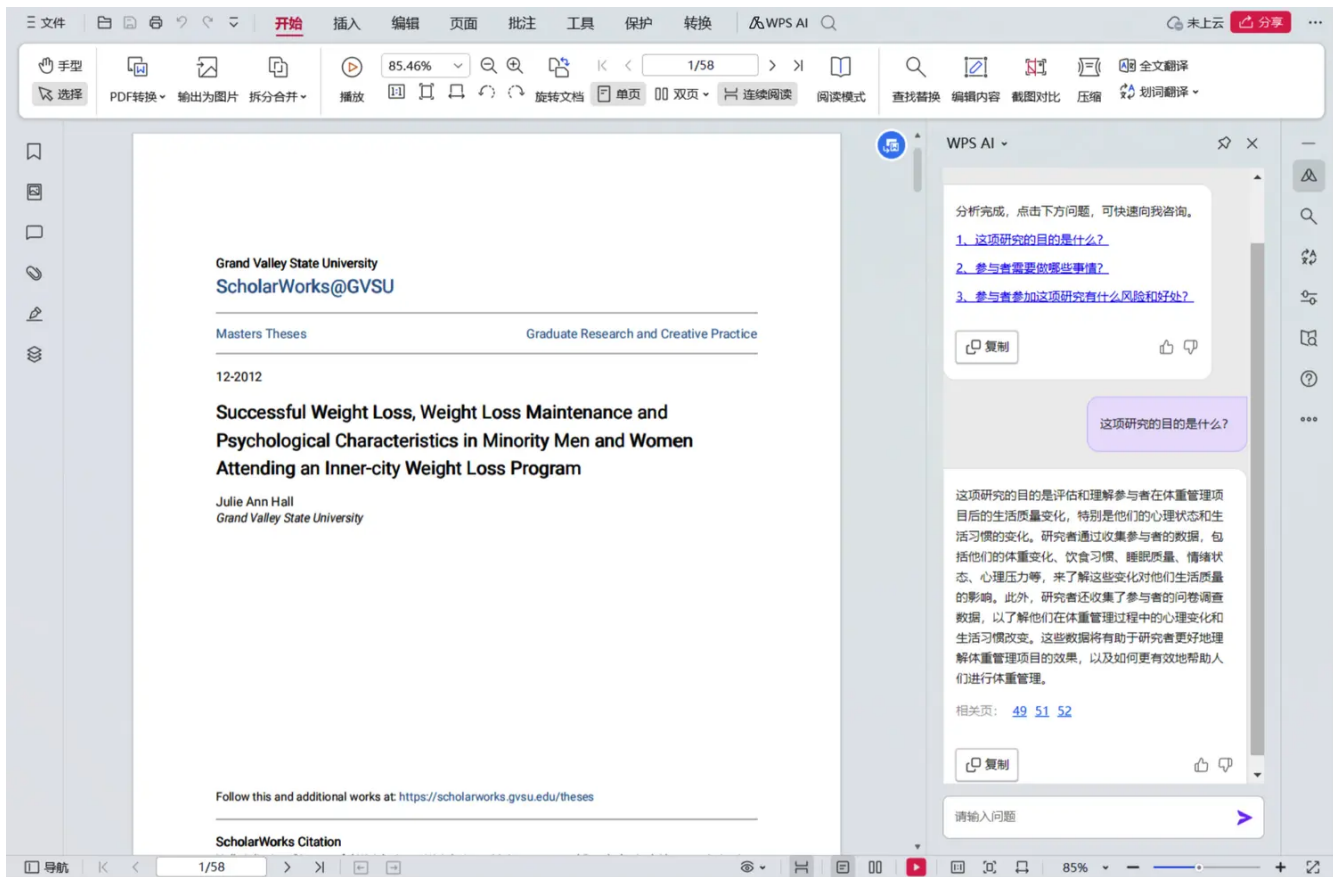 三 文件
开始
插入
编辑
页面
批注
工具
保护
转换
WPS AI
未上云
分享
手型
选择
PDF转换
输出为图片
拆分合并
播放
85.46%
1:1
旋转文档
1/58
单页
双页
连续阅读
阅读模式
查找替换
编辑内容
截图对比
压缩
全文翻译
划词翻译
Grand Valley State University
ScholarWorks@GVSU
Masters Theses
Graduate Research and Creative Practice
12-2012
Successful Weight Loss, Weight Loss Maintenance and
Psychological Characteristics in Minority Men and Women
Attending an Inner-city Weight Loss Program
Julie Ann Hall
Grand Valley State University
Follow this and additional works at: https://scholarworks.gvsu.edu/theses
ScholarWorks Citation
WPS AI
分析完成，点击下方问题，可快速向我咨询。
1、这项研究的目的是什么？
2、参与者需要做哪些事情？
3、参与者参加这项研究有什么风险和好处？
复制
这项研究的目的是什么？
这项研究的目的是评估和理解参与者在体重管理项
目后的生活质量变化，特别是他们的心理状态和生
活习惯的变化。研究者通过收集参与者的数据，包
括他们的体重变化、饮食习惯、睡眠质量、情绪状
态、心理压力等，来了解这些变化对他们生活质量
的影响。此外，研究者还收集了参与者的问卷调查
数据，以了解他们在体重管理过程中的心理变化和
生活习惯改变。这些数据将有助于研究者更好地理
解体重管理项目的效果，以及如何更有效地帮助人
们进行体重管理。
相关页： 49 51 52
复制
请输入问题
导航
1/58
85%